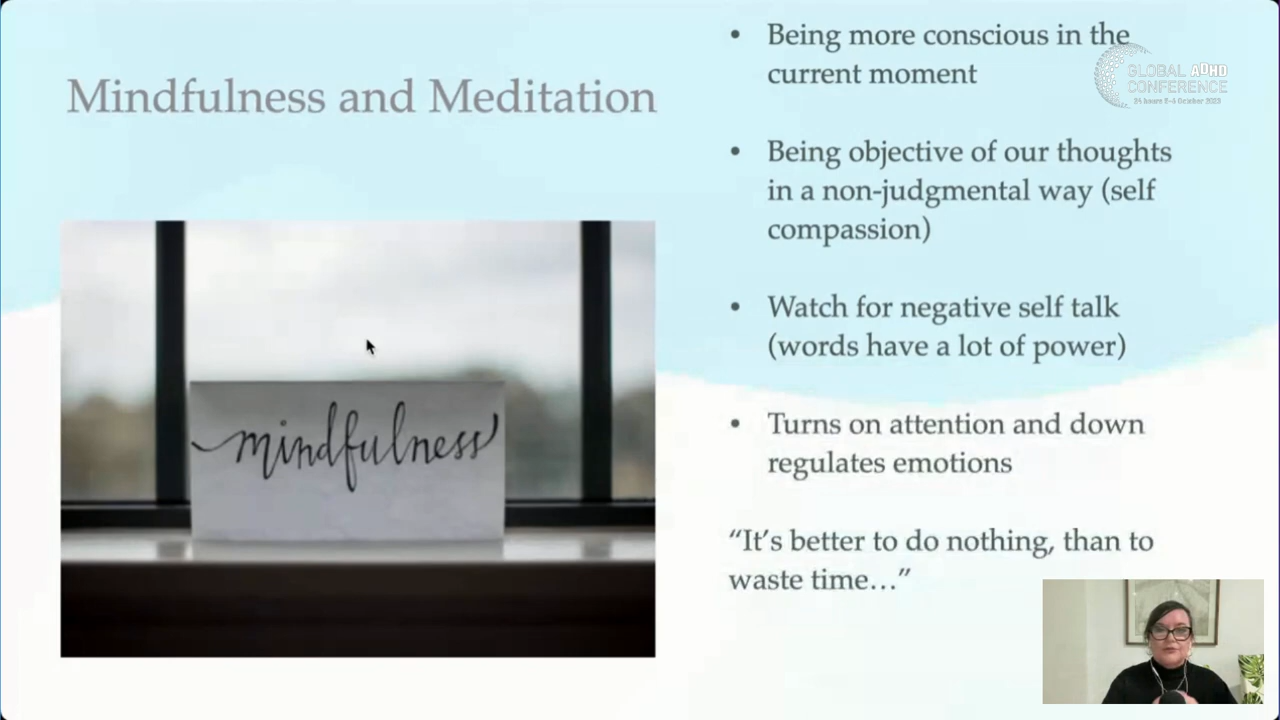 Mindfulness and Meditation
mindfulness
• Being more conscious in the
current moment
• Being objective of our thoughts
in a non-judgmental way (self
compassion)
• Watch for negative self talk
(words have a lot of power)
• Turns on attention and down
regulates emotions
“It’s better to do nothing, than to
waste time…”
GLOBAL ADHD
CONFERENCE